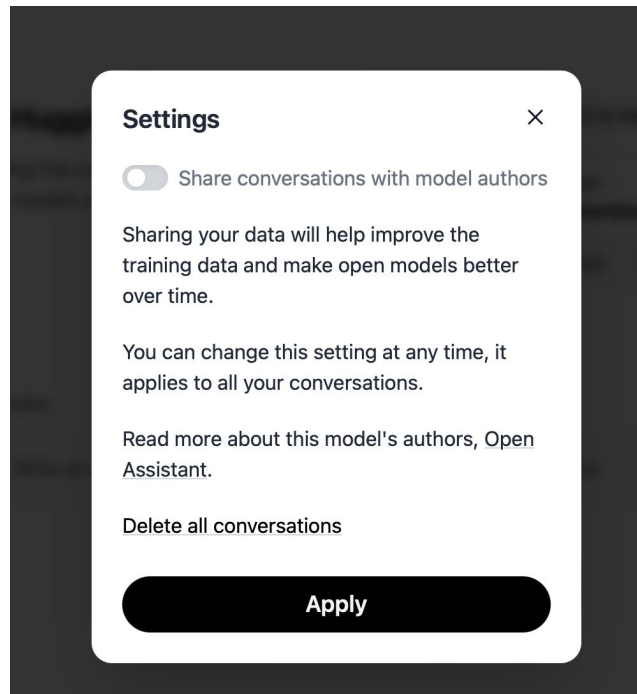 Settings
Share conversations with model authors
Sharing your data will help improve the
training data and make open models better
over time.
You can change this setting at any time, it
applies to all your conversations.
Read more about this model's authors, Open
Assistant.
Delete all conversations
Apply